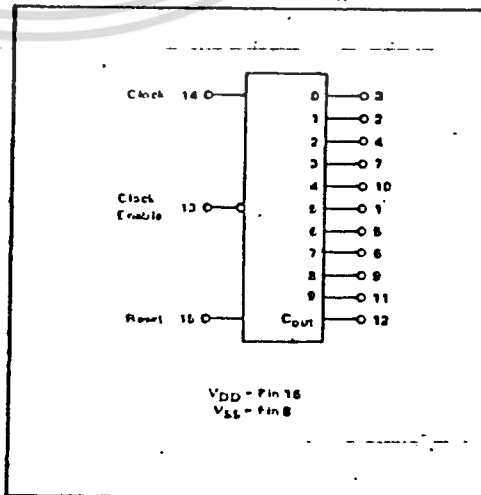 Clock 14
0 3
1 2
2 4
3 7
4 10
Clock
Enable 13
5 1
6 5
7 6
8 9
9 11
Reset 15
COUT 12
VDD = Pin 16
VSS = Pin 8